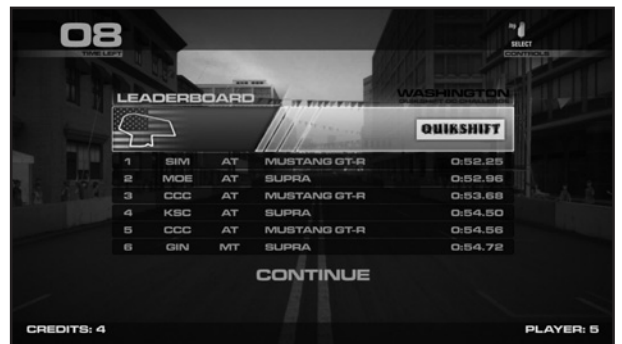 08
TIME LEFT
SELECT
CONTROLS
LEADERBOARD
WASHINGTON
QUIKSHIFT
1 SIM AT MUSTANG GT-R 0:52.25
2 MOE AT SUPRA 0:52.96
3 CCC AT MUSTANG GT-R 0:53.68
4 KSC AT SUPRA 0:54.50
5 CCC AT MUSTANG GT-R 0:54.56
6 GIN MT SUPRA 0:54.72
CONTINUE
CREDITS: 4
PLAYER: 5